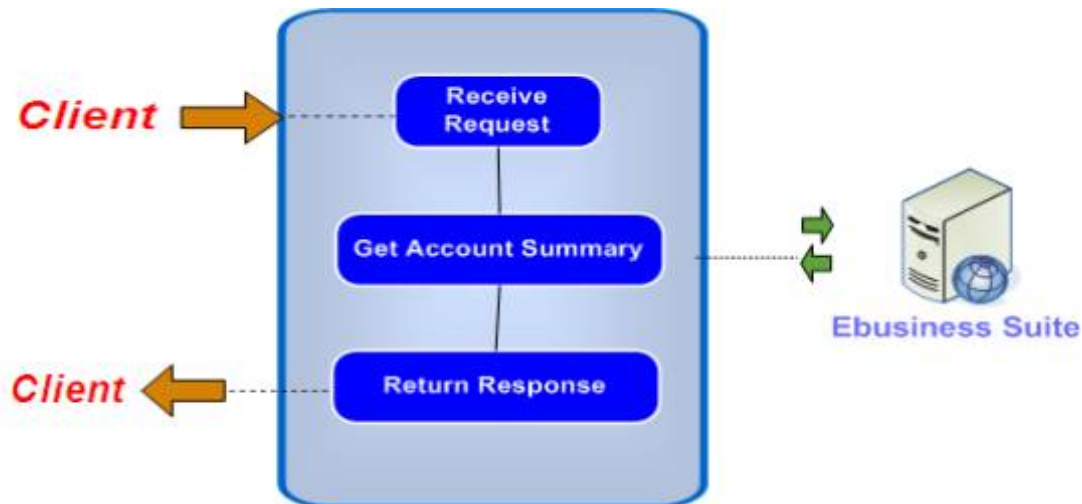 Client
Receive
Request
Get Account Summary
Ebusiness Suite
Client
Return Response